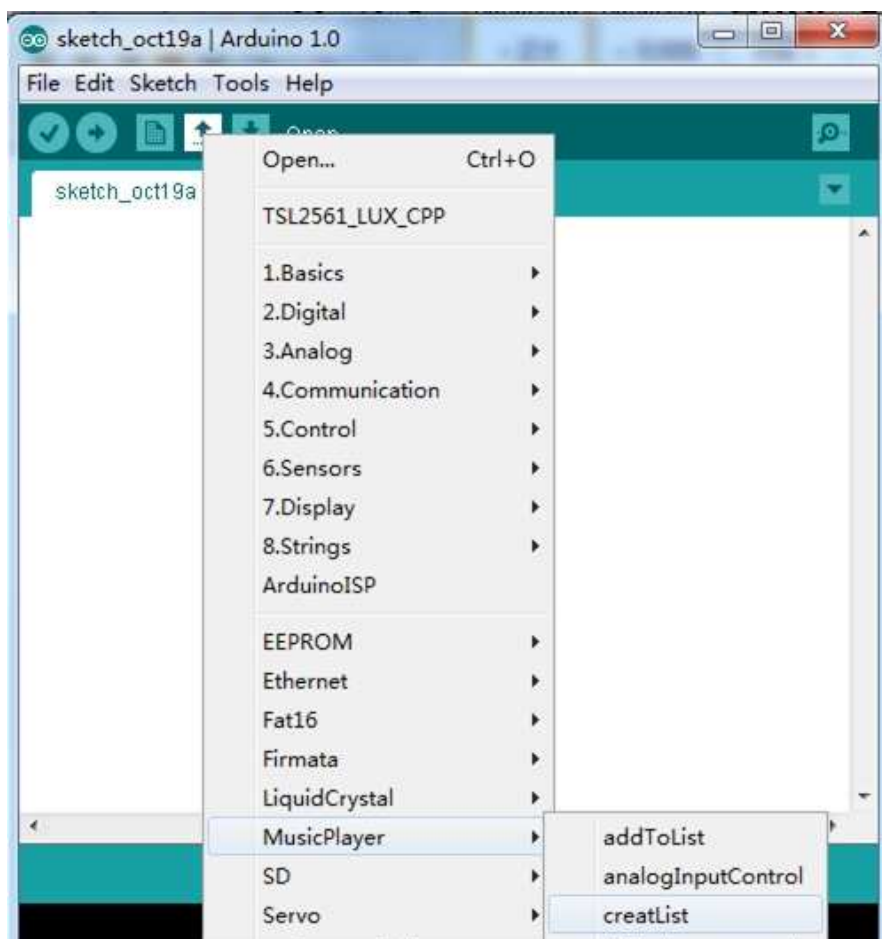 sketch_oct19a | Arduino 1.0
File Edit Sketch Tools Help
Open
sketch_oct19a
Open... Ctrl+O
TSL2561_LUX_CPP
1.Basics
2.Digital
3.Analog
4.Communication
5.Control
6.Sensors
7.Display
8.Strings
ArduinoISP
EEPROM
Ethernet
Fat16
Firmata
LiquidCrystal
MusicPlayer
addToList
SD
analogInputControl
Servo
creatList